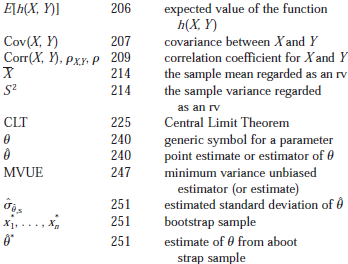 E[h(X, Y)] 206 expected value of the function
h(X, Y)
Cov(X, Y) 207 covariance between X and Y
Corr(X, Y), ρX,Y, ρ 209 correlation coefficient for X and Y
X̄ 214 the sample mean regarded as an rv
S² 214 the sample variance regarded
as an rv
CLT 225 Central Limit Theorem
θ 240 generic symbol for a parameter
θ̂ 240 point estimate or estimator of θ
MVUE 247 minimum variance unbiased
estimator (or estimate)
σ̂θ̂,s 251 estimated standard deviation of θ̂
x₁*, . . . , xₙ* 251 bootstrap sample
θ̂* 251 estimate of θ from aboot
strap sample